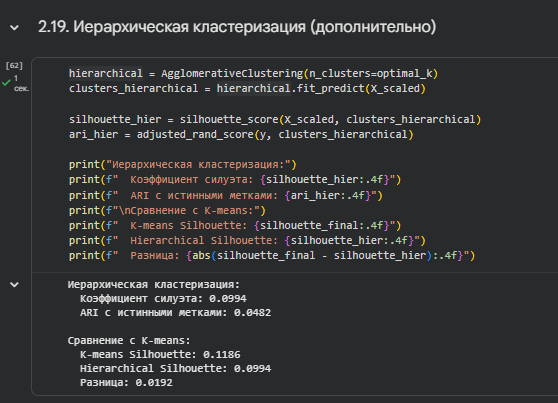 2.19. Иерархическая кластеризация (дополнительно)
[62]
1
сек.
hierarchical = AgglomerativeClustering(n_clusters=optimal_k)
clusters_hierarchical = hierarchical.fit_predict(X_scaled)
silhouette_hier = silhouette_score(X_scaled, clusters_hierarchical)
ari_hier = adjusted_rand_score(y, clusters_hierarchical)
print("Иерархическая кластеризация:")
print(f"  Коэффициент силуэта: {silhouette_hier:.4f}")
print(f"  ARI с истинными метками: {ari_hier:.4f}")
print(f"\nСравнение с K-means:")
print(f"  K-means Silhouette: {silhouette_final:.4f}")
print(f"  Hierarchical Silhouette: {silhouette_hier:.4f}")
print(f"  Разница: {abs(silhouette_final - silhouette_hier):.4f}")
Иерархическая кластеризация:
  Коэффициент силуэта: 0.0994
  ARI с истинными метками: 0.0482
Сравнение с K-means:
  K-means Silhouette: 0.1186
  Hierarchical Silhouette: 0.0994
  Разница: 0.0192